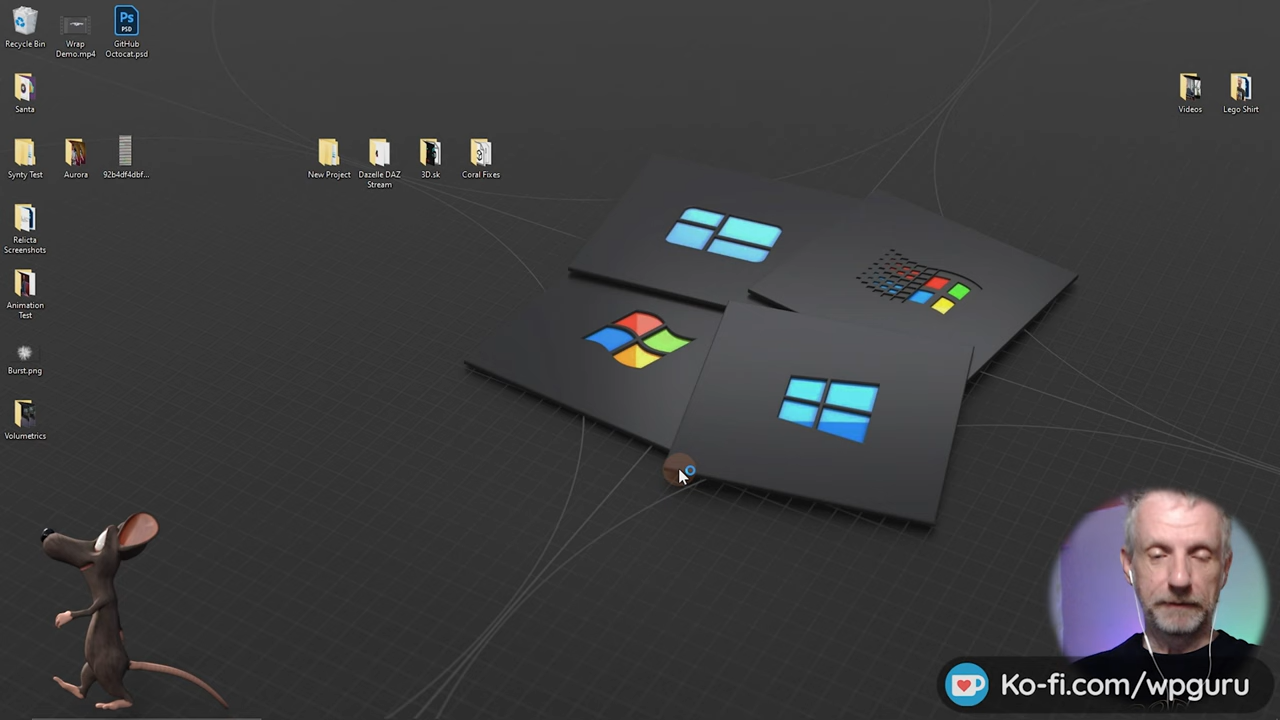 Recycle Bin
Wrap
Demo.mp4
Ps
PSD
GitHub
Octocat.psd
Santa
Videos
Lego Shirt
Synty Test
Aurora
92b4df4dbf...
New Project
Dazelle DAZ
Stream
3D.sk
Coral Fixes
Relicta
Screenshots
Animation
Test
Burst.png
Volumetrics
Ko-fi.com/wpguru